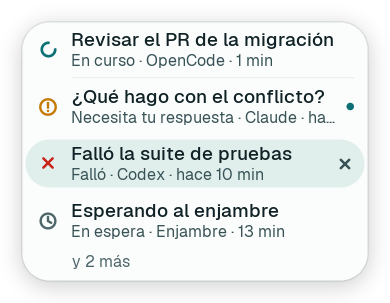 Revisar el PR de la migración
En curso · OpenCode · 1 min
¿Qué hago con el conflicto?
Necesita tu respuesta · Claude · ha…
Falló la suite de pruebas
Falló · Codex · hace 10 min
Esperando al enjambre
En espera · Enjambre · 13 min
y 2 más